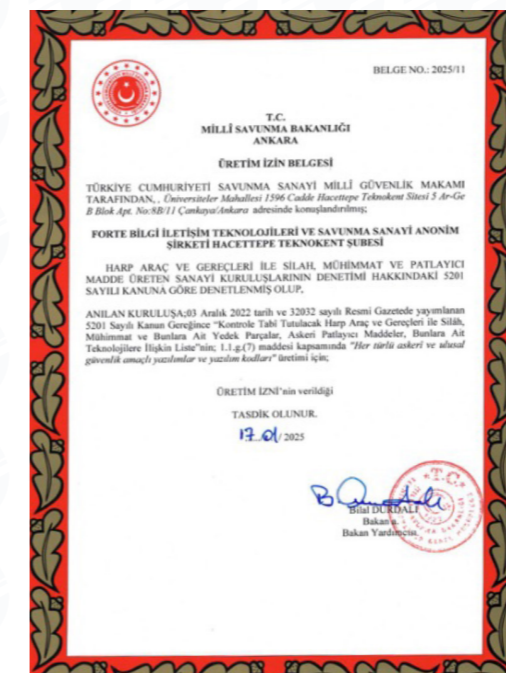 BELGE NO.: 2025/11
T.C.
MİLLÎ SAVUNMA BAKANLIĞI
ANKARA
ÜRETİM İZİN BELGESİ
TÜRKİYE CUMHURİYETİ SAVUNMA SANAYİ MİLLÎ GÜVENLİK MAKAMI
TARAFINDAN, , Üniversiteler Mahallesi 1596 Cadde Hacettepe Teknokent Sitesi 5 Ar-Ge
B Blok Apt. No:8B/11 Çankaya/Ankara adresinde konuşlandırılmış;
FORTE BİLGİ İLETİŞİM TEKNOLOJİLERİ VE SAVUNMA SANAYİ ANONİM
ŞİRKETİ HACETTEPE TEKNOKENT ŞUBESİ
HARP ARAÇ VE GEREÇLERİ İLE SİLAH, MÜHİMMAT VE PATLAYICI
MADDE ÜRETEN SANAYİ KURULUŞLARININ DENETİMİ HAKKINDAKİ 5201
SAYILI KANUNA GÖRE DENETLENMİŞ OLUP,
ANILAN KURULUŞA;03 Aralık 2022 tarih ve 32032 sayılı Resmi Gazetede yayımlanan
5201 Sayılı Kanun Gereğince “Kontrole Tabi Tutulacak Harp Araç ve Gereçleri ile Silâh,
Mühimmat ve Bunlara Ait Yedek Parçalar, Askeri Patlayıcı Maddeler, Bunlara Ait
Teknolojilere İlişkin Liste”nin; 1.1.g.(7) maddesi kapsamında "Her türlü askeri ve ulusal
güvenlik amaçlı yazılımlar ve yazılım kodları" üretimi için;
ÜRETİM İZNİ’nin verildiği
TASDİK OLUNUR.
17.01/2025
Bilal DURDALI
Bakan a.
Bakan Yardımcısı
T.C.